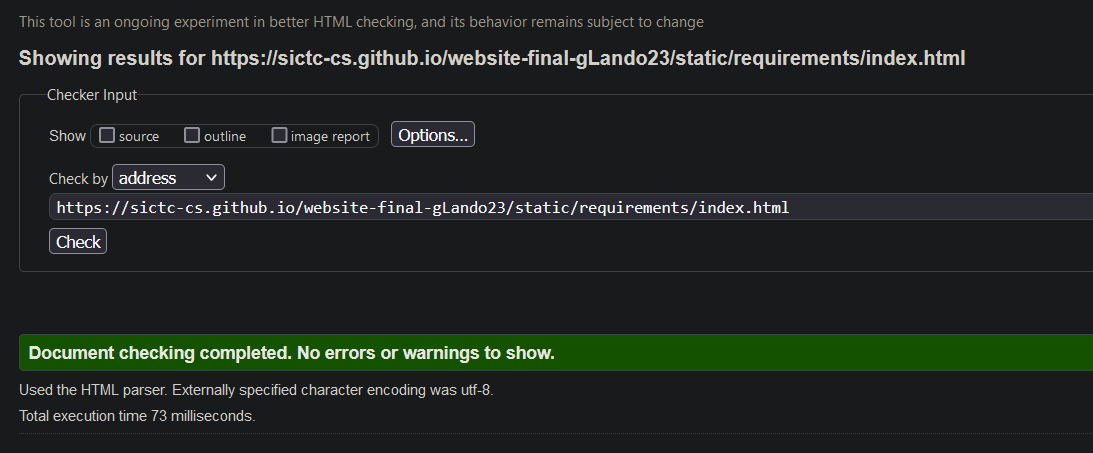 This tool is an ongoing experiment in better HTML checking, and its behavior remains subject to change
Showing results for https://sictc-cs.github.io/website-final-gLando23/static/requirements/index.html
Checker Input
Show source outline image report Options...
Check by address
https://sictc-cs.github.io/website-final-gLando23/static/requirements/index.html
Check
Document checking completed. No errors or warnings to show.
Used the HTML parser. Externally specified character encoding was utf-8.
Total execution time 73 milliseconds.